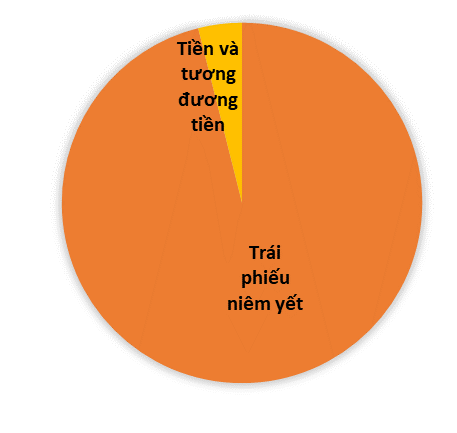 Tiền và
tương
đương
tiền
Trái
phiếu
niêm yết